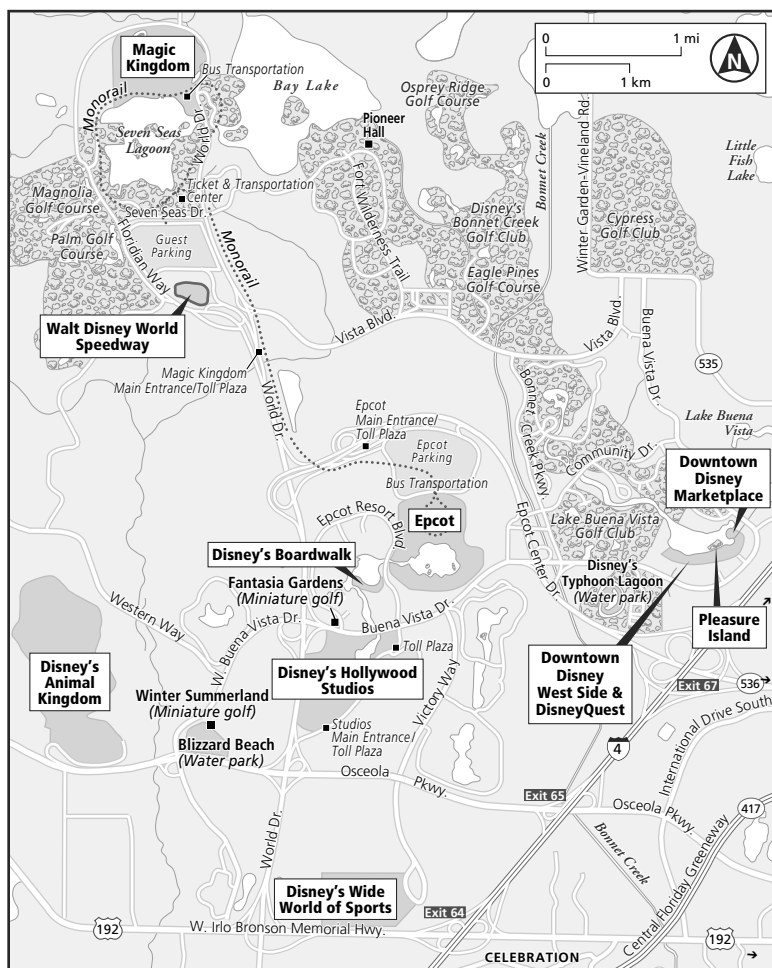 0 1 mi
0 1 km
N
Magic
Kingdom
Bus Transportation
Monorail
Bay Lake
Seven Seas
Lagoon
World Dr.
Osprey Ridge
Golf Course
Pioneer
Hall
Bonnet Creek
Winter Garden-Vineland Rd.
Little
Fish
Lake
Ticket & Transportation
Center
Magnolia
Golf Course
Seven Seas Dr.
Fort Wilderness Trail
Disney's
Bonnet Creek
Golf Club
Cypress
Golf Club
Palm Golf
Course
Floridian Way
Guest
Parking
Monorail
Eagle Pines
Golf Course
Walt Disney World
Speedway
Vista Blvd.
Vista Blvd.
Buena Vista Dr.
535
Magic Kingdom
Main Entrance/Toll Plaza
World Dr.
Bonnet Creek Pkwy.
Epcot
Main Entrance/
Toll Plaza
Epcot
Parking
Lake Buena
Vista
Community Dr.
Bus Transportation
Downtown
Disney
Marketplace
Epcot Resort Blvd.
Epcot
Epcot Center Dr.
Lake Buena Vista
Golf Club
Disney's Boardwalk
Fantasia Gardens
(Miniature golf)
Disney's
Typhoon Lagoon
(Water park)
Western Way
W. Buena Vista Dr.
Buena Vista Dr.
Pleasure
Island
Toll Plaza
Disney's
Animal
Kingdom
Disney's Hollywood
Studios
Victory Way
Downtown
Disney
West Side &
DisneyQuest
Exit 67
536
Winter Summerland
(Miniature golf)
Studios
Main Entrance/
Toll Plaza
International Drive South
Blizzard Beach
(Water park)
4
Osceola Pkwy.
Exit 65
Osceola Pkwy.
417
World Dr.
Bonnet Creek
Central Floriday Greeneway
Disney's Wide
World of Sports
Exit 64
192
W. Irlo Bronson Memorial Hwy.
192
CELEBRATION